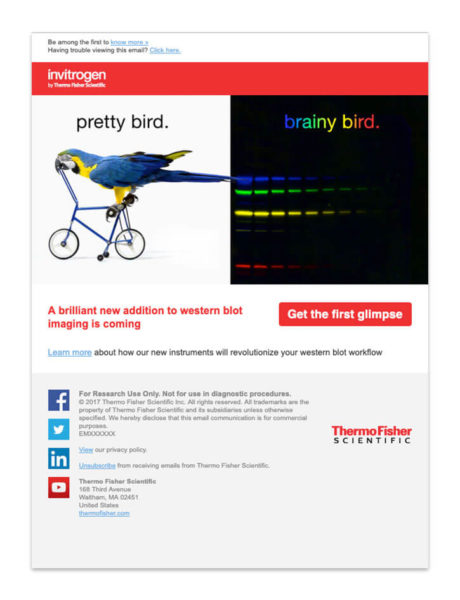 Be among the first to know more »
Having trouble viewing this email? Click here.
invitrogen
by Thermo Fisher Scientific
pretty bird.
brainy bird.
A brilliant new addition to western blot
imaging is coming
Get the first glimpse
Learn more about how our new instruments will revolutionize your western blot workflow
For Research Use Only. Not for use in diagnostic procedures.
© 2017 Thermo Fisher Scientific Inc. All rights reserved. All trademarks are the
property of Thermo Fisher Scientific and its subsidiaries unless otherwise
specified. We hereby disclose that this email communication is for commercial
purposes.
EMXXXXXX
View our privacy policy.
Unsubscribe from receiving emails from Thermo Fisher Scientific.
Thermo Fisher Scientific
168 Third Avenue
Waltham, MA 02451
United States
thermofisher.com
ThermoFisher
SCIENTIFIC